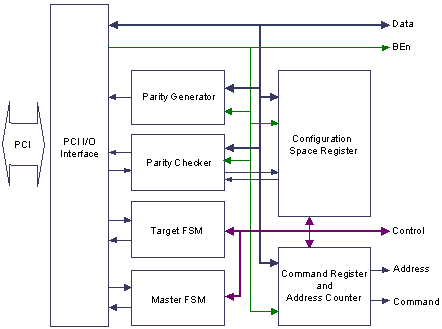 Data
BEn
PCI
PCI I/O
Interface
Parity Generator
Parity Checker
Configuration
Space Register
Target FSM
Control
Master FSM
Command Register
and
Address Counter
Address
Command